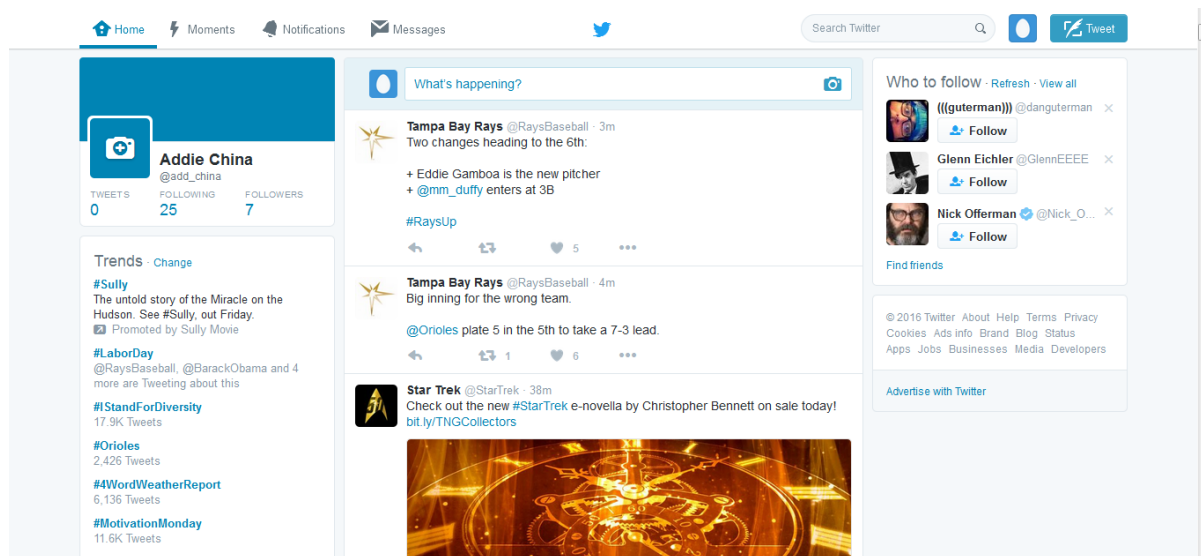 Home
Moments
Notifications
Messages
Search Twitter
Tweet
Addie China
@add_china
TWEETS FOLLOWING FOLLOWERS
0 25 7
Trends · Change
#Sully
The untold story of the Miracle on the
Hudson. See #Sully, out Friday.
Promoted by Sully Movie
#LaborDay
@RaysBaseball, @BarackObama and 4
more are Tweeting about this
#IStandForDiversity
17.9K Tweets
#Orioles
2,426 Tweets
#4WordWeatherReport
6,136 Tweets
#MotivationMonday
11.6K Tweets
What's happening?
Tampa Bay Rays @RaysBaseball · 3m
Two changes heading to the 6th:
+ Eddie Gamboa is the new pitcher
+ @mm_duffy enters at 3B
#RaysUp
5
Tampa Bay Rays @RaysBaseball · 4m
Big inning for the wrong team.
@Orioles plate 5 in the 5th to take a 7-3 lead.
1 6
Star Trek @StarTrek · 38m
Check out the new #StarTrek e-novella by Christopher Bennett on sale today!
bit.ly/TNGCollectors
Who to follow · Refresh · View all
(((guterman))) @danguterman
Follow
Glenn Eichler @GlennEEEE
Follow
Nick Offerman @Nick_O...
Follow
Find friends
© 2016 Twitter About Help Terms Privacy
Cookies Ads info Brand Blog Status
Apps Jobs Businesses Media Developers
Advertise with Twitter